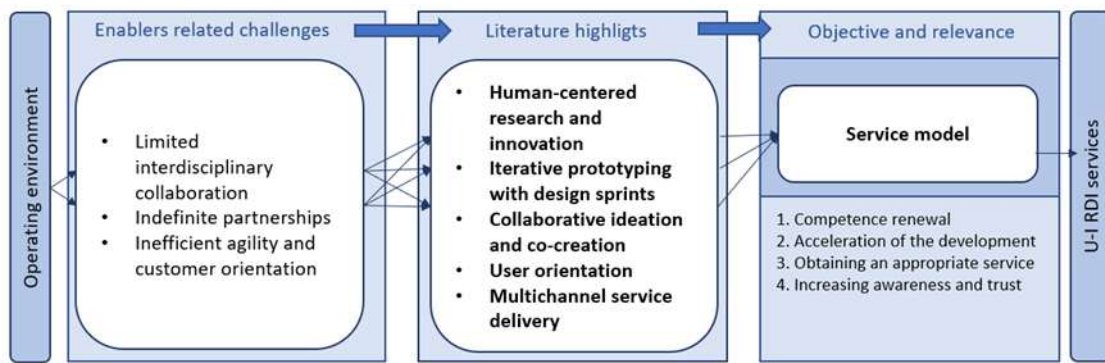 Operating environment
Enablers related challenges
• Limited
interdisciplinary
collaboration
• Indefinite partnerships
• Inefficient agility and
customer orientation
Literature highligts
• Human-centered
research and
innovation
• Iterative prototyping
with design sprints
• Collaborative ideation
and co-creation
• User orientation
• Multichannel service
delivery
Objective and relevance
Service model
1. Competence renewal
2. Acceleration of the development
3. Obtaining an appropriate service
4. Increasing awareness and trust
U-I RDI services